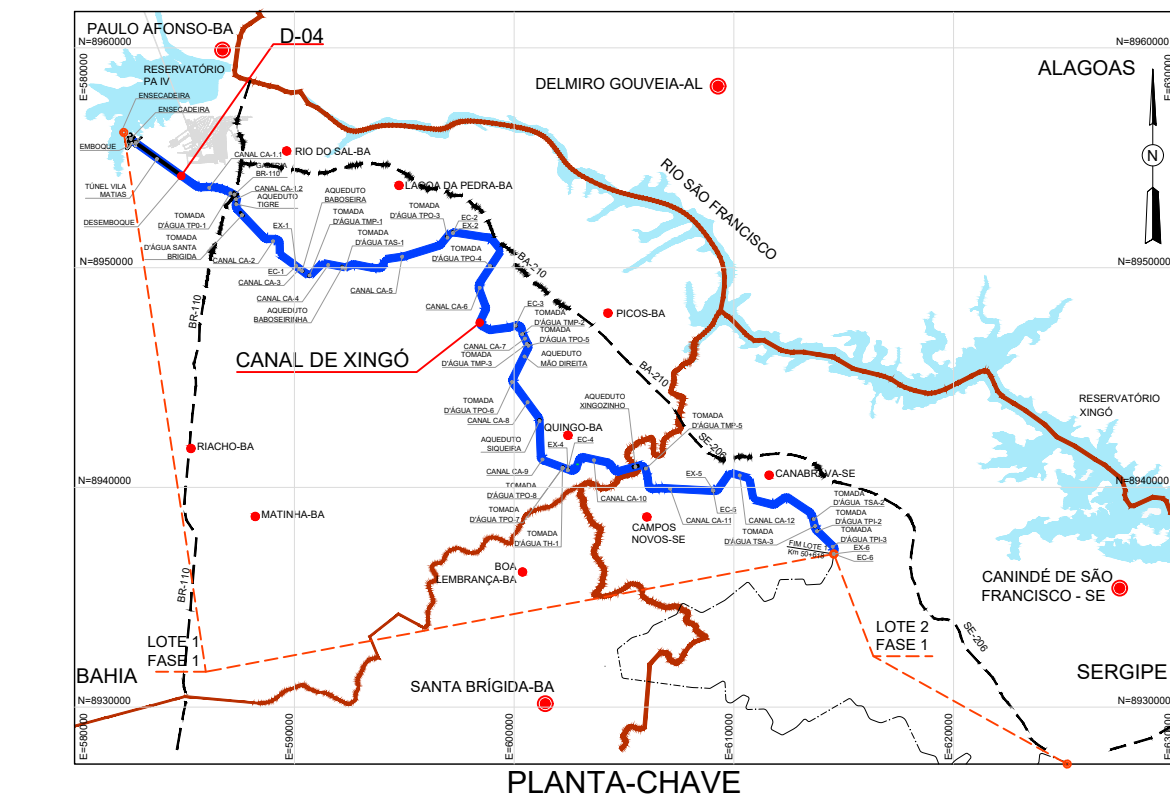 PAULO AFONSO-BA
D-04
N=8960000
N=8960000
E=580000
E=630000
RESERVATÓRIO
PA IV
DELMIRO GOUVEIA-AL
ALAGOAS
ENSECADEIRA
ENSECADEIRA
N
EMBOQUE
CANAL CA-1.1
RIO DO SAL-BA
GALERIA
BR-110
RIO SÃO FRANCISCO
TÚNEL VILA
MATIAS
CANAL CA-1.2
AQUEDUTO
TIGRE
AQUEDUTO
BABOSEIRA
LAGOA DA PEDRA-BA
DESEMBOQUE
TOMADA
D'ÁGUA TP0-1
EX-1
TOMADA
D'ÁGUA TMP-1
TOMADA
D'ÁGUA TPO-3
EC-2
EX-2
TOMADA
D'ÁGUA SANTA
BRIGIDA
TOMADA
D'ÁGUA TAS-1
TOMADA
D'ÁGUA TPO-4
CANAL CA-2
BA-210
N=8950000
N=8950000
EC-1
CANAL CA-3
CANAL CA-4
CANAL CA-5
AQUEDUTO
BABOSEIRINHA
BR-110
CANAL CA-6
EC-3
TOMADA
D'ÁGUA TMP-2
TOMADA
D'ÁGUA TPO-5
PICOS-BA
CANAL DE XINGÓ
CANAL CA-7
TOMADA
D'ÁGUA TMP-3
AQUEDUTO
MÃO DIREITA
BA-210
TOMADA
D'ÁGUA TPO-6
AQUEDUTO
XINGOZINHO
RESERVATÓRIO
XINGÓ
CANAL CA-8
TOMADA
D'ÁGUA TMP-5
QUINGO-BA
AQUEDUTO
SIQUEIRA
EX-4
EC-4
SE-206
RIACHO-BA
CANAL CA-9
EX-5
CANABRAVA-SE
N=8940000
N=8940000
TOMADA
D'ÁGUA TPO-8
CANAL CA-10
TOMADA
D'ÁGUA TSA-2
MATINHA-BA
TOMADA
D'ÁGUA TPO-7
EC-5
CANAL CA-11
CANAL CA-12
TOMADA
D'ÁGUA TPI-2
CAMPOS
NOVOS-SE
TOMADA
D'ÁGUA TH-1
TOMADA
D'ÁGUA TSA-3
TOMADA
D'ÁGUA TPI-3
FIM LOTE
EX-6
EC-6
BOA
LEMBRANÇA-BA
BR-110
CANINDÉ DE SÃO
FRANCISCO - SE
LOTE 1
FASE 1
LOTE 2
FASE 1
SE-206
BAHIA
SERGIPE
SANTA BRÍGIDA-BA
N=8930000
N=8930000
E=580000
E=590000
E=600000
E=610000
E=620000
E=630000
PLANTA-CHAVE